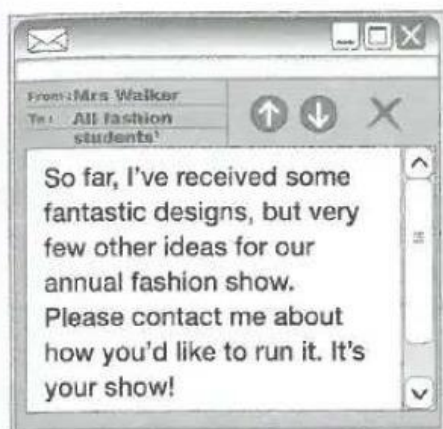 From: Mrs Walker
To: All fashion
students'
So far, I've received some
fantastic designs, but very
few other ideas for our
annual fashion show.
Please contact me about
how you'd like to run it. It's
your show!